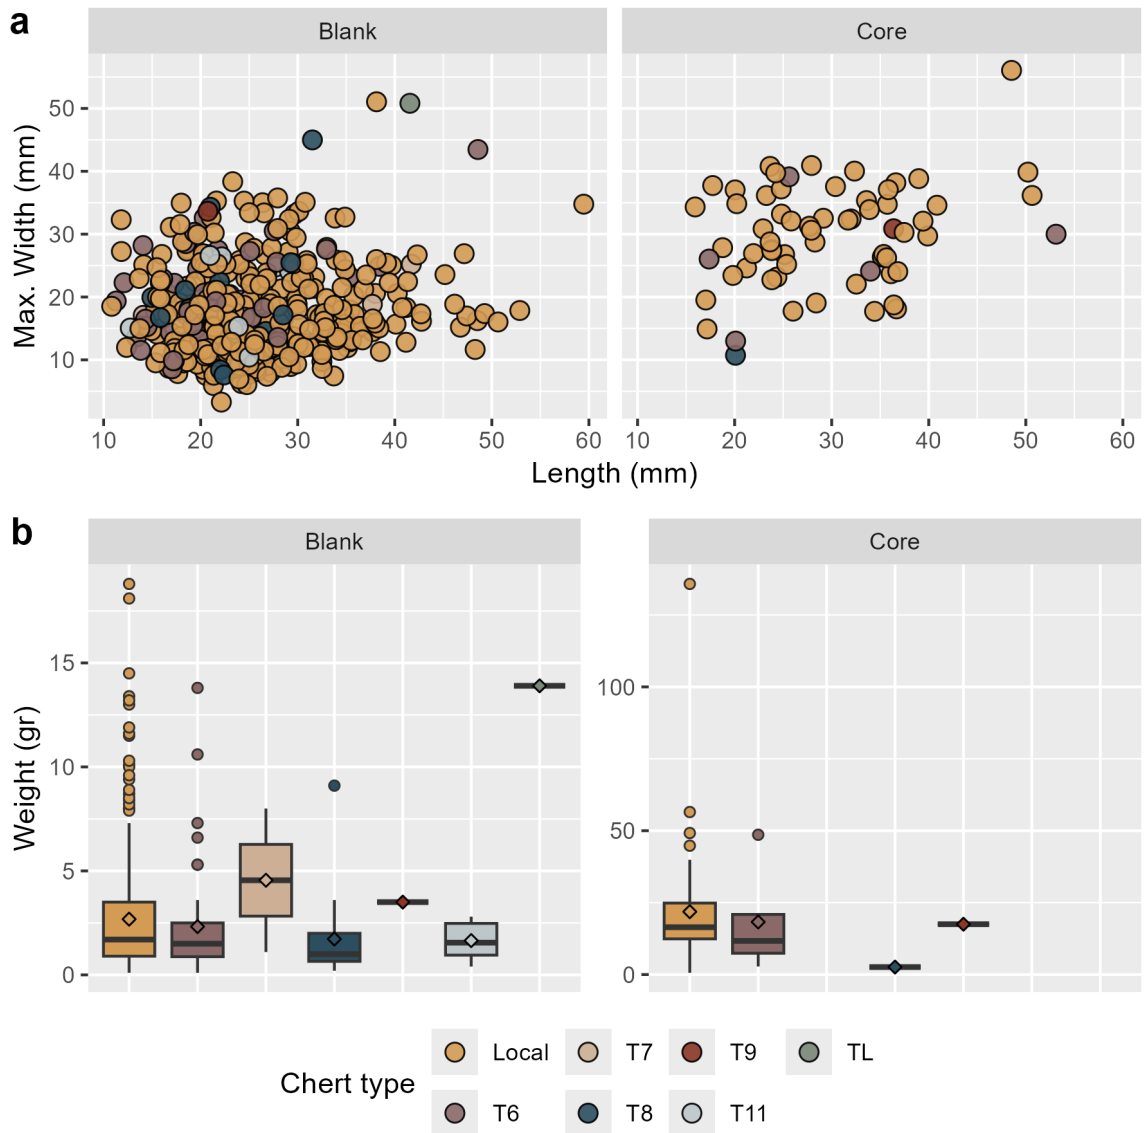 a
Blank
Core
Max. Width (mm)
50
40
30
20
10
10 20 30 40 50 60
10 20 30 40 50 60
Length (mm)
b
Blank
Core
Weight (gr)
15
10
5
0
100
50
0
Chert type
Local
T7
T9
TL
T6
T8
T11